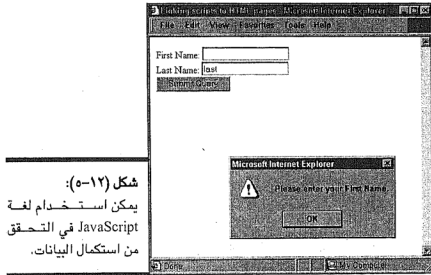 Linking scripts to HTML pages - Microsoft Internet Explorer
File Edit View Favorites Tools Help
First Name:
Last Name: last
Submit Query
Microsoft Internet Explorer
Please enter your First Name
OK
Done
My Computer
شكل (١٢-٥):
يمكن استخدام لغة
JavaScript في التحقق
من استكمال البيانات.